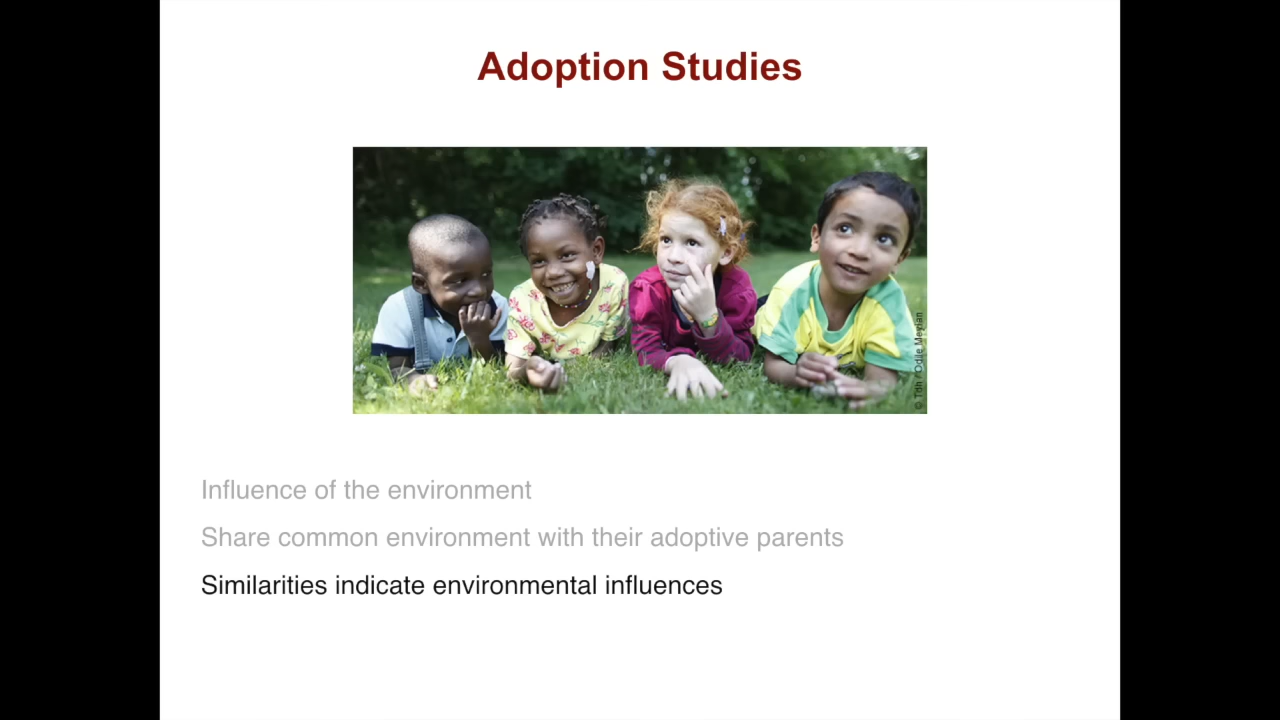 Adoption Studies
Influence of the environment
Share common environment with their adoptive parents
Similarities indicate environmental influences